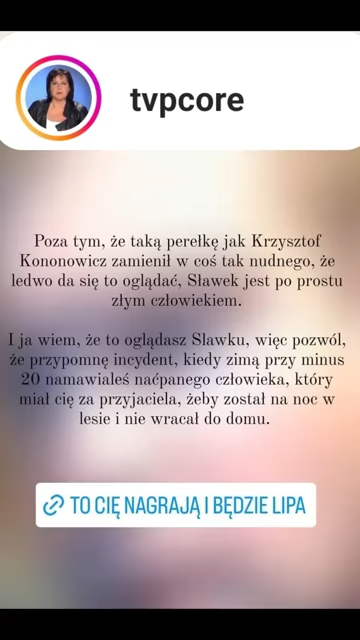 tvpcore
Poza tym, że taką perełkę jak Krzysztof
Kononowicz zamienił w coś tak nudnego, że
ledwo da się to oglądać, Sławek jest po prostu
złym człowiekiem.
I ja wiem, że to oglądasz Slawku, więc pozwól,
że przypomnę incydent, kiedy zimą przy minus
20 namawiałeś naćpanego człowieka, który
miał cię za przyjaciela, żeby został na noc w
lesie i nie wracał do domu.
TO CIĘ NAGRAJĄ I BĘDZIE LIPA